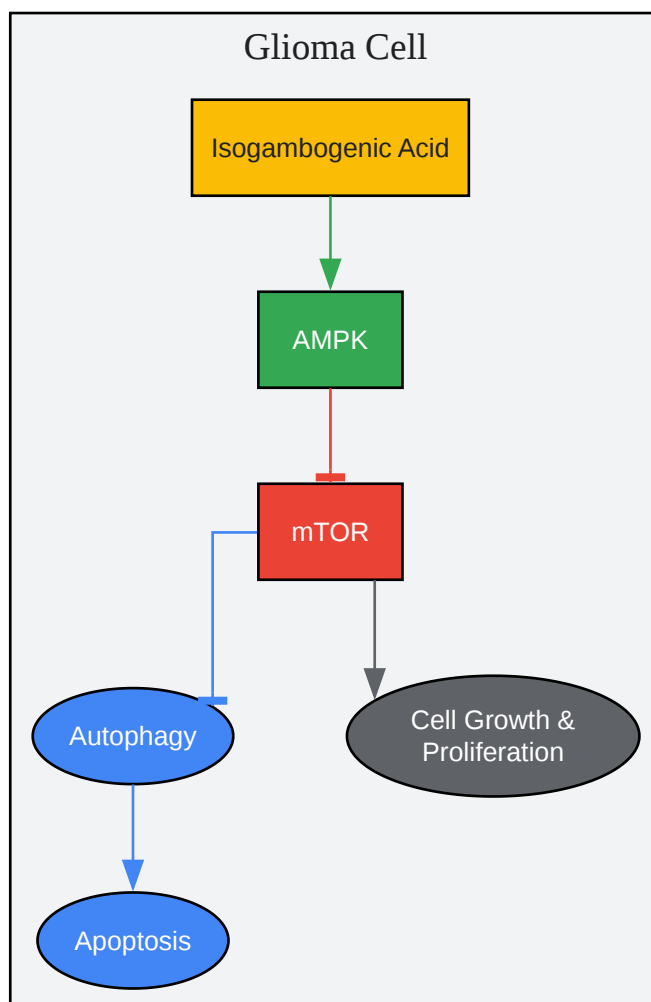 Glioma Cell
Isogambogenic Acid
AMPK
mTOR
Autophagy
Cell Growth &
Proliferation
Apoptosis